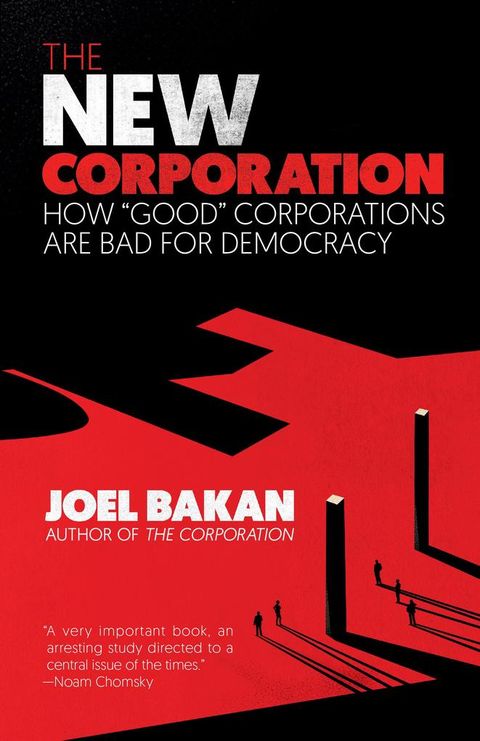 THE
NEW
CORPORATION
HOW “GOOD” CORPORATIONS
ARE BAD FOR DEMOCRACY
JOEL BAKAN
AUTHOR OF THE CORPORATION
“A very important book, an
arresting study directed to a
central issue of the times.”
—Noam Chomsky